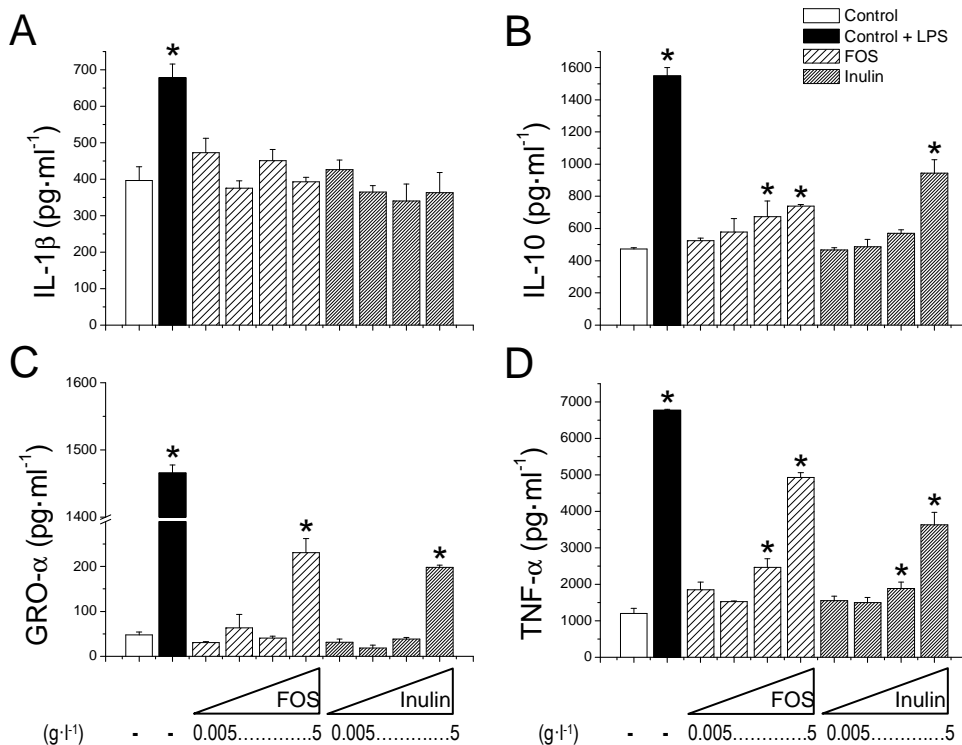 A
IL-1β (pg·ml⁻¹)
700
600
500
400
300
200
100
0
*
B
IL-10 (pg·ml⁻¹)
1600
1400
1200
1000
800
600
400
200
0
* * * *
Control
Control + LPS
FOS
Inulin
C
GRO-α (pg·ml⁻¹)
1600
1500
1400
200
100
0
* * *
D
TNF-α (pg·ml⁻¹)
7000
6000
5000
4000
3000
2000
1000
0
* * * * *
FOS Inulin FOS Inulin
(g·l⁻¹) - - 0.005............5 0.005............5 - - 0.005............5 0.005............5